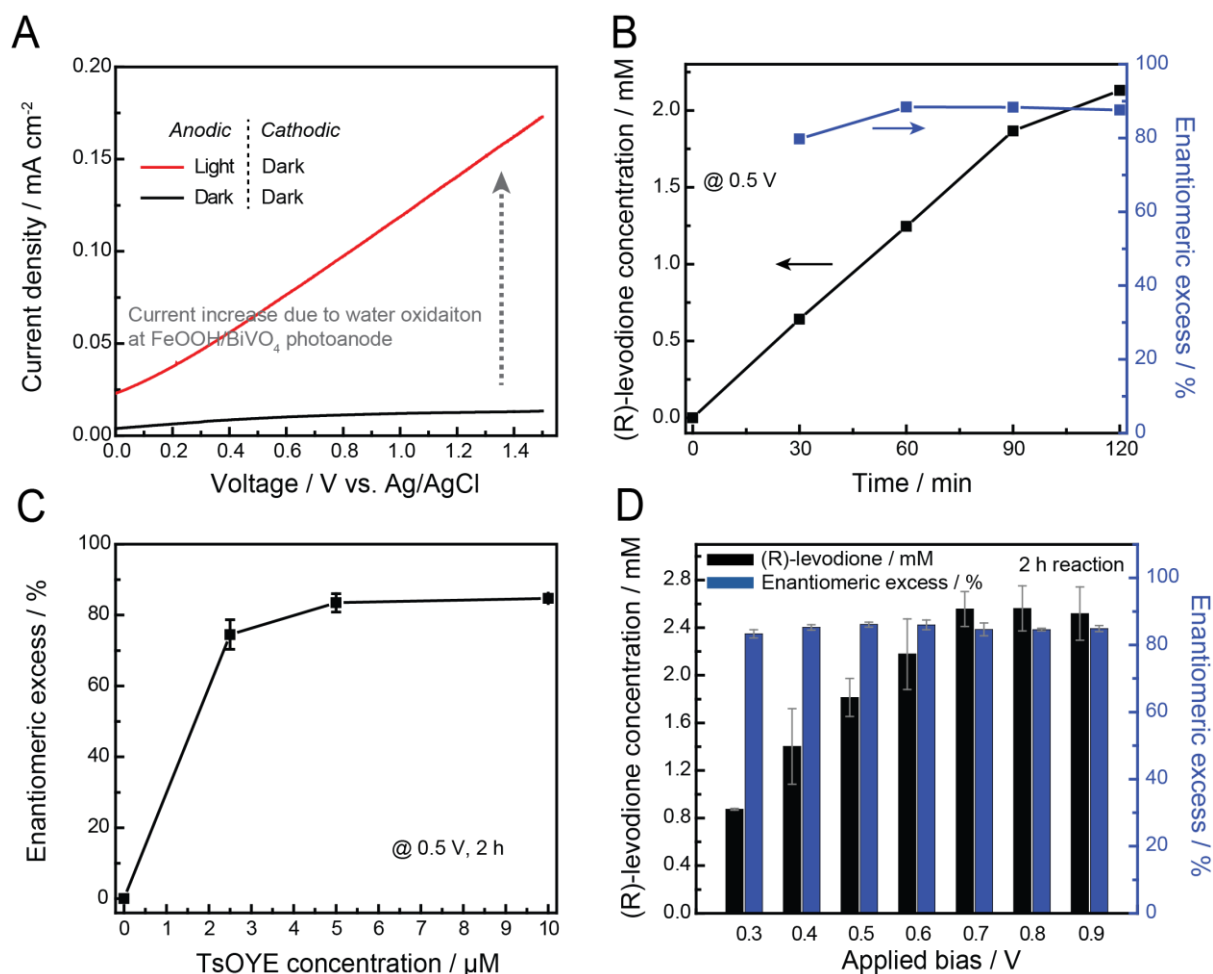 A
Current density / mA cm⁻²
0.20
0.15
0.10
0.05
0.00
Anodic Cathodic
Light Dark
Dark Dark
Current increase due to water oxidaiton
at FeOOH/BiVO₄ photoanode
0.0 0.2 0.4 0.6 0.8 1.0 1.2 1.4
Voltage / V vs. Ag/AgCl
B
(R)-levodione concentration / mM
2.0
1.5
1.0
0.5
0.0
@ 0.5 V
100
80
60
40
20
0
Enantiomeric excess / %
0 30 60 90 120
Time / min
C
Enantiomeric excess / %
100
80
60
40
20
0
@ 0.5 V, 2 h
0 1 2 3 4 5 6 7 8 9 10
TsOYE concentration / µM
D
(R)-levodione concentration / mM
2.8
2.4
2.0
1.6
1.2
0.8
0.4
0.0
(R)-levodione / mM
Enantiomeric excess / %
2 h reaction
100
80
60
40
20
0
Enantiomeric excess / %
0.3 0.4 0.5 0.6 0.7 0.8 0.9
Applied bias / V